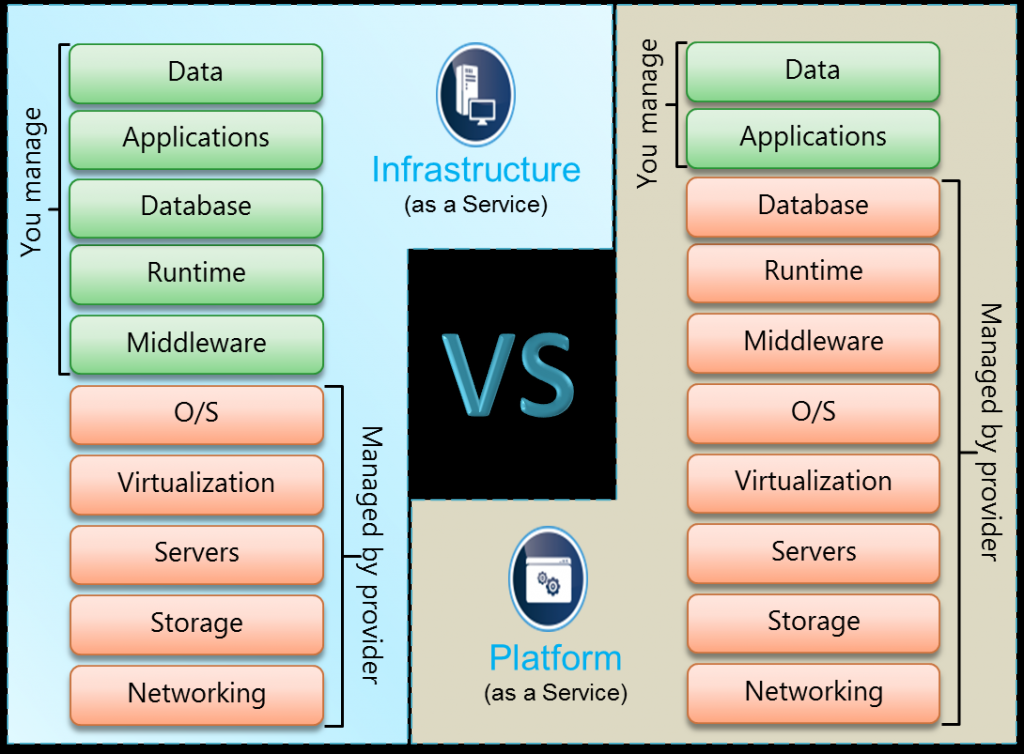 You manage
Data
Applications
Database
Runtime
Middleware
O/S
Virtualization
Servers
Storage
Networking
Managed by provider
Infrastructure
(as a Service)
VS
Platform
(as a Service)
You manage
Data
Applications
Database
Runtime
Middleware
O/S
Virtualization
Servers
Storage
Networking
Managed by provider